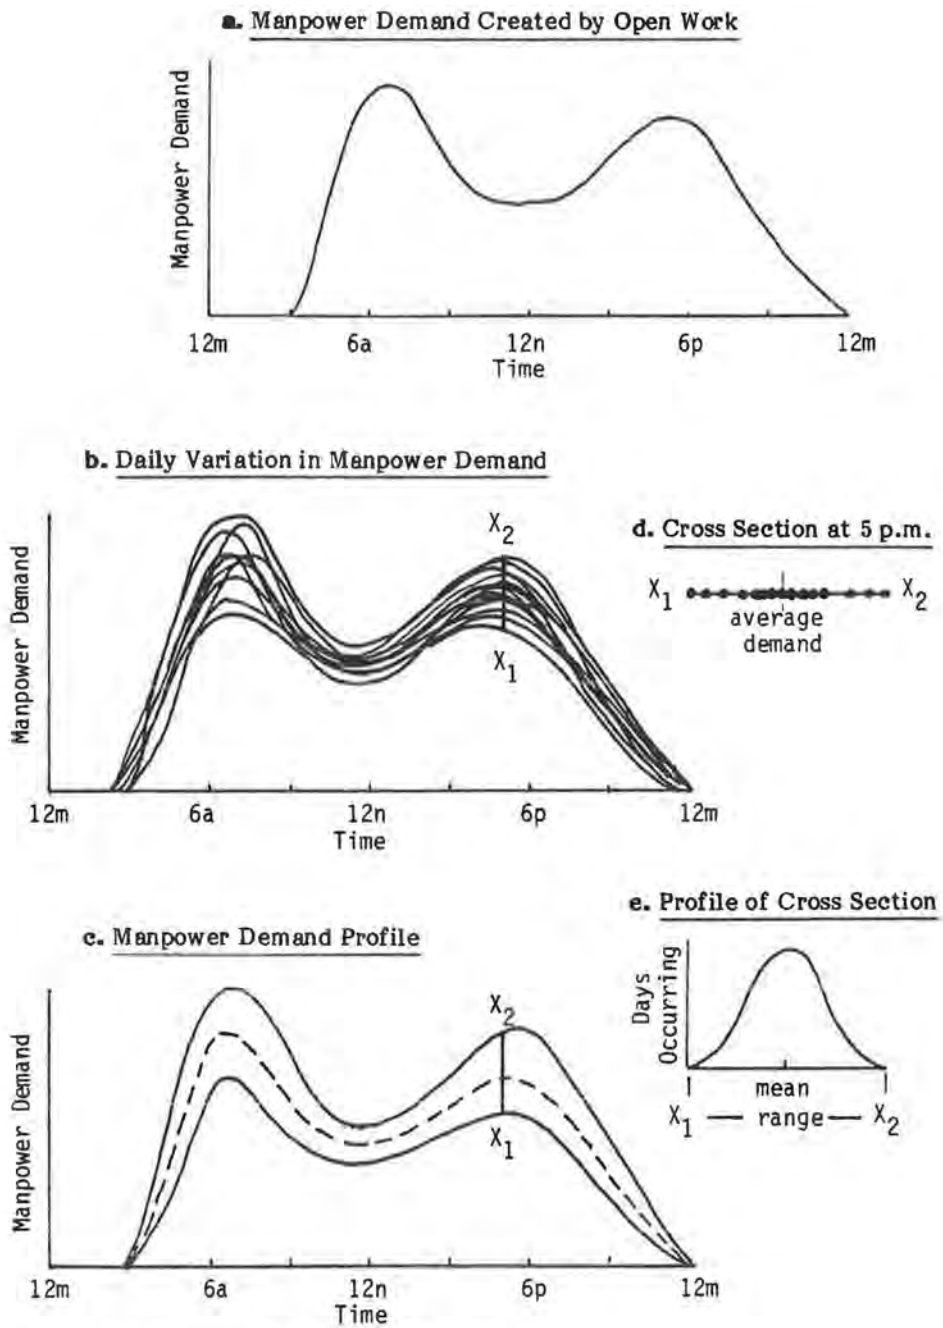 a. Manpower Demand Created by Open Work
Manpower Demand
12m 6a 12n 6p 12m
Time
b. Daily Variation in Manpower Demand
Manpower Demand
X2
X1
12m 6a 12n 6p 12m
Time
d. Cross Section at 5 p.m.
X1 X2
average
demand
c. Manpower Demand Profile
Manpower Demand
X2
X1
12m 6a 12n 6p 12m
Time
e. Profile of Cross Section
Days
Occurring
mean
X1 range X2